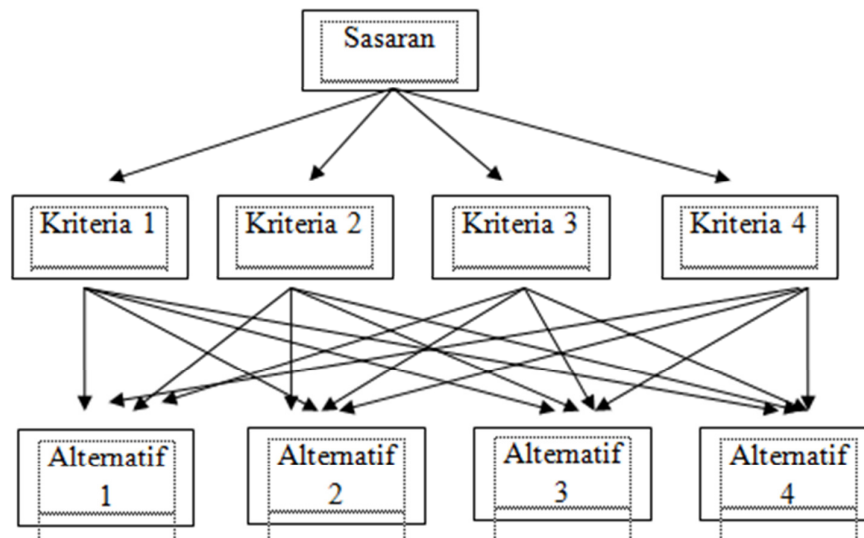 Sasaran
Kriteria 1
Kriteria 2
Kriteria 3
Kriteria 4
Alternatif
1
Alternatif
2
Alternatif
3
Alternatif
4